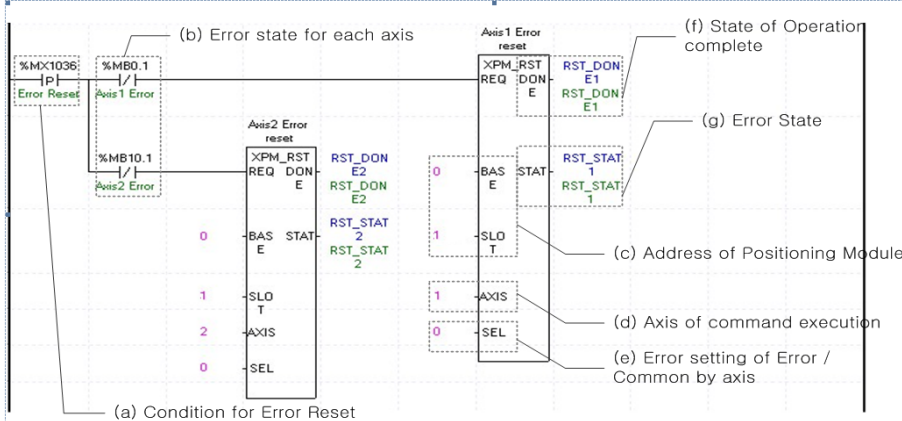 (b) Error state for each axis
Axis1 Error
reset
(f) State of Operation
complete
%MX1036
P
Error Reset
%MB0.1
Axis1 Error
XPM_RST
REQ DON
E
RST_DON
E1
RST_DON
E1
(g) Error State
Axis2 Error
reset
%MB10.1
Axis2 Error
XPM_RST
REQ DON
E
RST_DON
E2
RST_DON
E2
0
BAS
E
STAT
RST_STAT
1
RST_STAT
1
0
BAS
E
STAT
RST_STAT
2
RST_STAT
2
1
SLO
T
(c) Address of Positioning Module
1
SLO
T
1
AXIS
(d) Axis of command execution
2
AXIS
0
SEL
(e) Error setting of Error /
Common by axis
0
SEL
(a) Condition for Error Reset